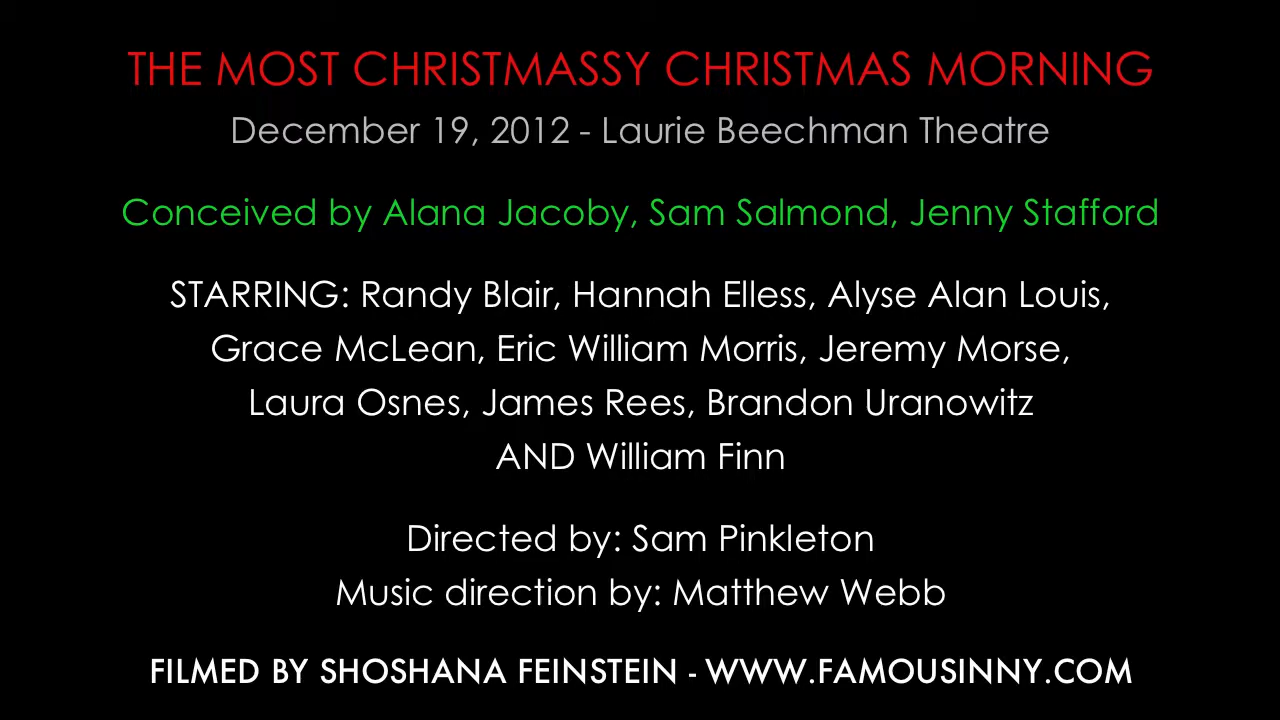 THE MOST CHRISTMASSY CHRISTMAS MORNING
December 19, 2012 - Laurie Beechman Theatre
Conceived by Alana Jacoby, Sam Salmond, Jenny Stafford
STARRING: Randy Blair, Hannah Elless, Alyse Alan Louis,
Grace McLean, Eric William Morris, Jeremy Morse,
Laura Osnes, James Rees, Brandon Uranowitz
AND William Finn
Directed by: Sam Pinkleton
Music direction by: Matthew Webb
FILMED BY SHOSHANA FEINSTEIN - WWW.FAMOUSINNY.COM